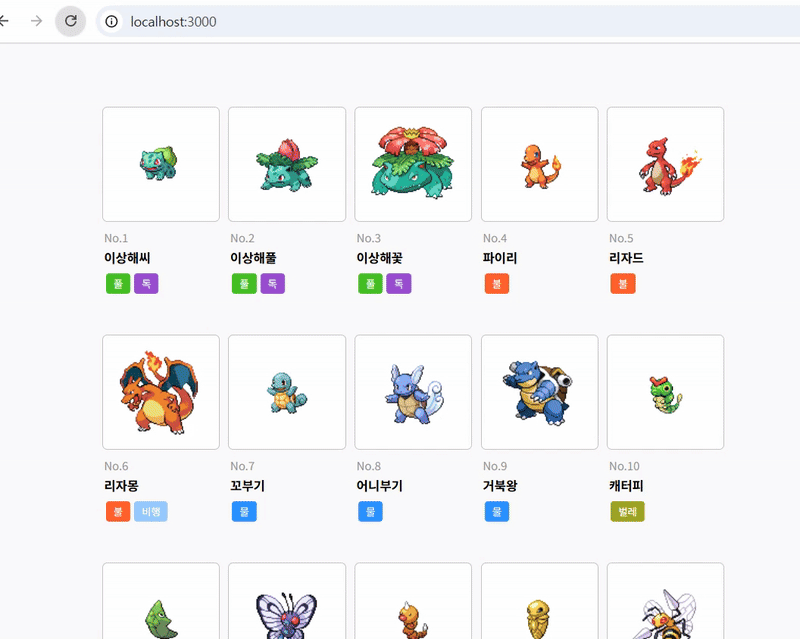 localhost:3000
No.1 No.2 No.3 No.4 No.5
이상해씨 이상해풀 이상해꽃 파이리 리자드
풀 독 풀 독 풀 독 불 불
No.6 No.7 No.8 No.9 No.10
리자몽 꼬부기 어니부기 거북왕 캐터피
불 비행 물 물 물 벌레